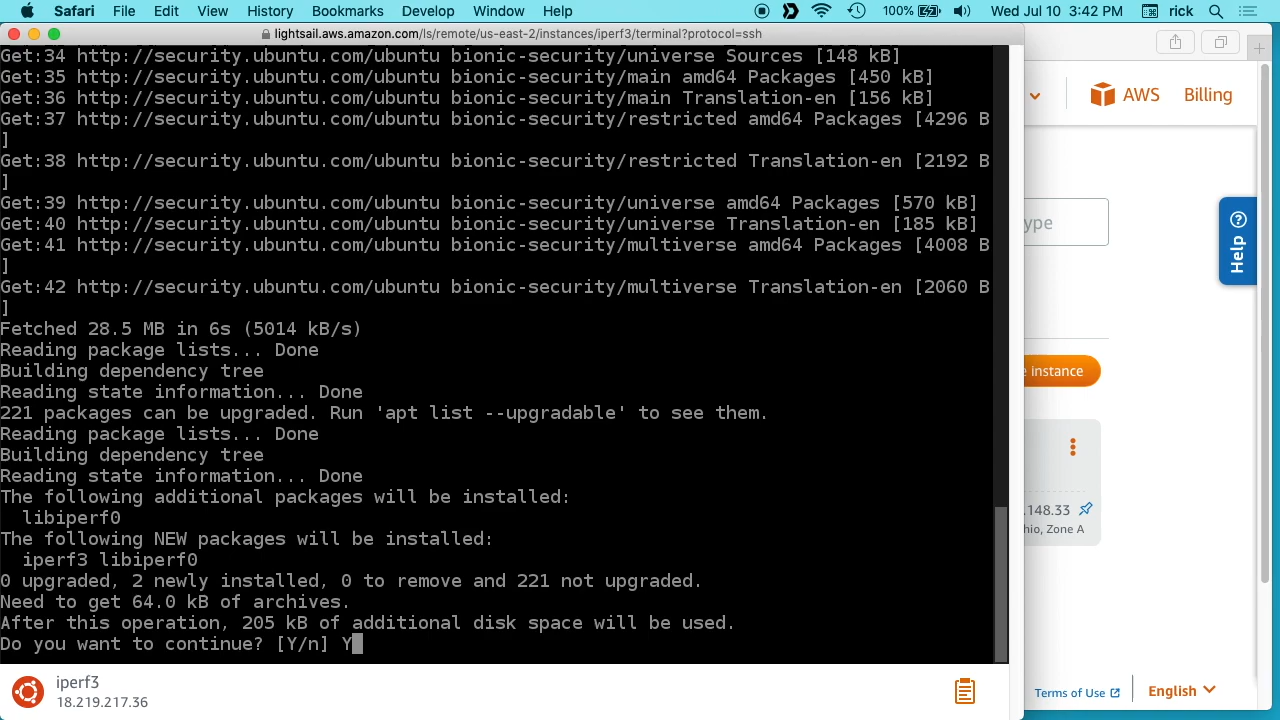 Safari File Edit View History Bookmarks Develop Window Help 100% Wed Jul 10 3:42 PM rick
lightsail.aws.amazon.com/ls/remote/us-east-2/instances/iperf3/terminal?protocol=ssh
Get:34 http://security.ubuntu.com/ubuntu bionic-security/universe Sources [148 kB]
Get:35 http://security.ubuntu.com/ubuntu bionic-security/main amd64 Packages [450 kB]
Get:36 http://security.ubuntu.com/ubuntu bionic-security/main Translation-en [156 kB]
Get:37 http://security.ubuntu.com/ubuntu bionic-security/restricted amd64 Packages [4296 B
]
Get:38 http://security.ubuntu.com/ubuntu bionic-security/restricted Translation-en [2192 B
]
Get:39 http://security.ubuntu.com/ubuntu bionic-security/universe amd64 Packages [570 kB]
Get:40 http://security.ubuntu.com/ubuntu bionic-security/universe Translation-en [185 kB]
Get:41 http://security.ubuntu.com/ubuntu bionic-security/multiverse amd64 Packages [4008 B
]
Get:42 http://security.ubuntu.com/ubuntu bionic-security/multiverse Translation-en [2060 B
]
Fetched 28.5 MB in 6s (5014 kB/s)
Reading package lists... Done
Building dependency tree
Reading state information... Done
221 packages can be upgraded. Run 'apt list --upgradable' to see them.
Reading package lists... Done
Building dependency tree
Reading state information... Done
The following additional packages will be installed:
libiperf0
The following NEW packages will be installed:
iperf3 libiperf0
0 upgraded, 2 newly installed, 0 to remove and 221 not upgraded.
Need to get 64.0 kB of archives.
After this operation, 205 kB of additional disk space will be used.
Do you want to continue? [Y/n] Y
iperf3
18.219.217.36
AWS Billing
ype
Help
e instance
.148.33
hio, Zone A
Terms of Use
English